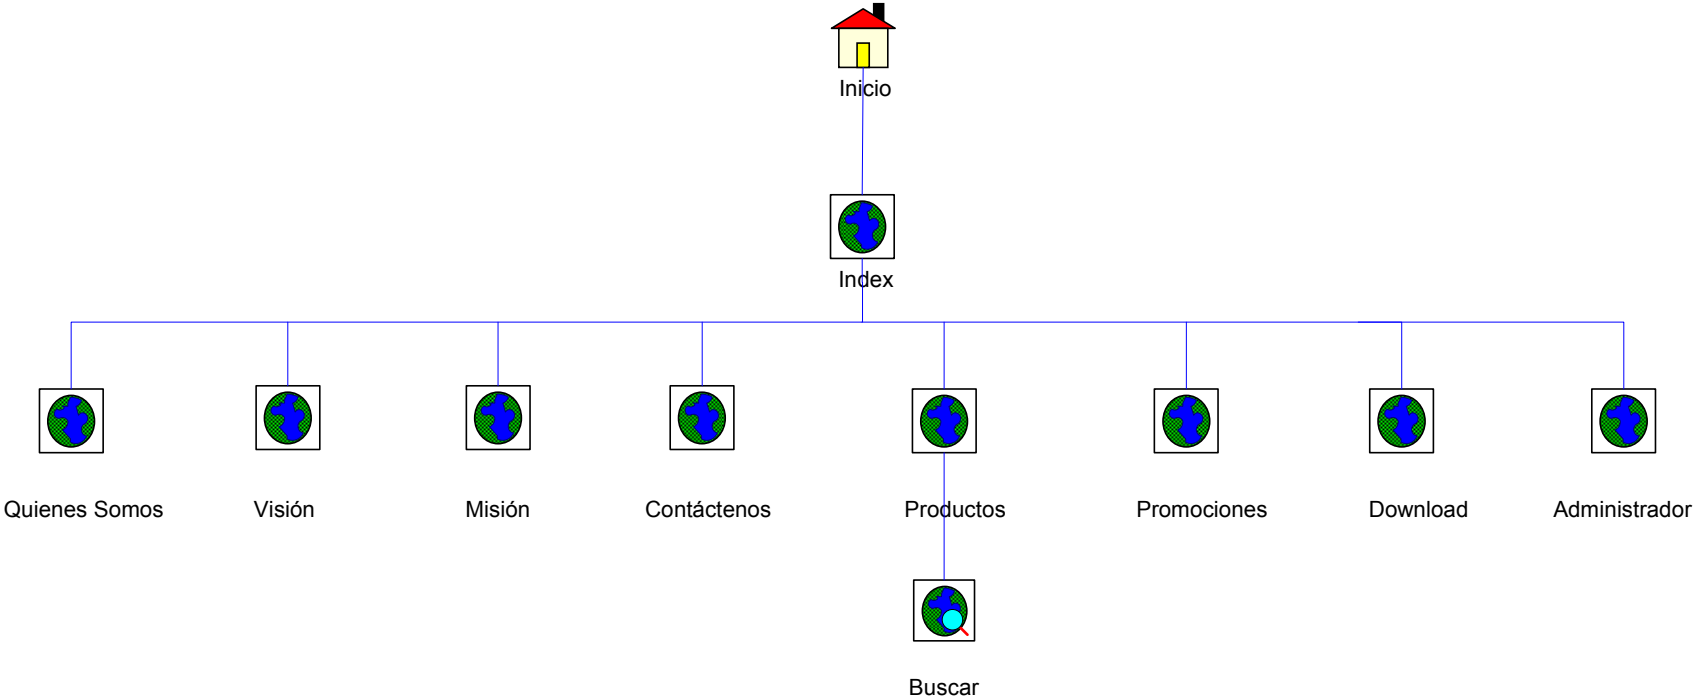 Inicio
Index
Quienes Somos
Visión
Misión
Contáctenos
Productos
Promociones
Download
Administrador
Buscar